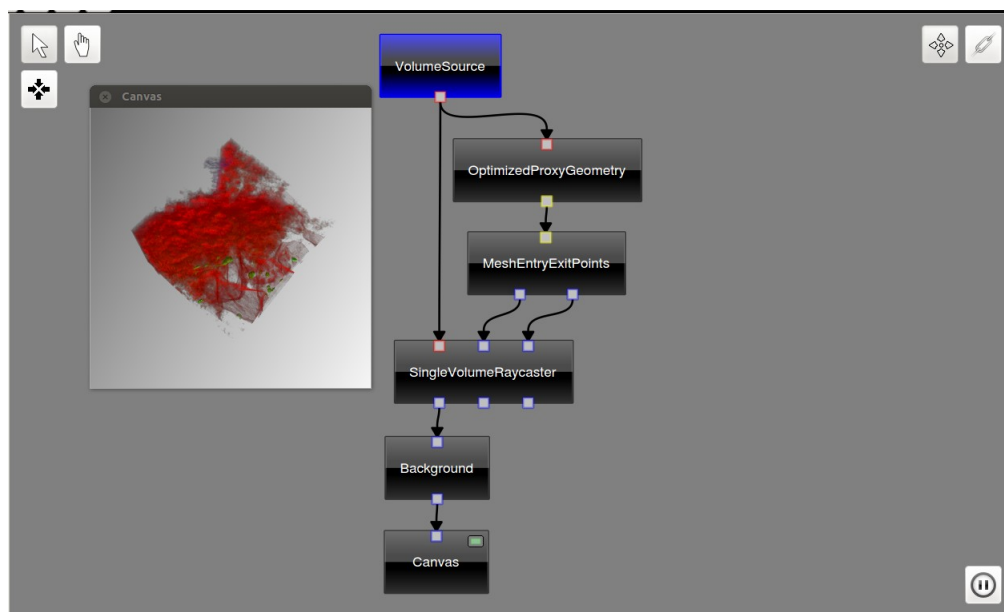 VolumeSource
Canvas
OptimizedProxyGeometry
MeshEntryExitPoints
SingleVolumeRaycaster
Background
Canvas